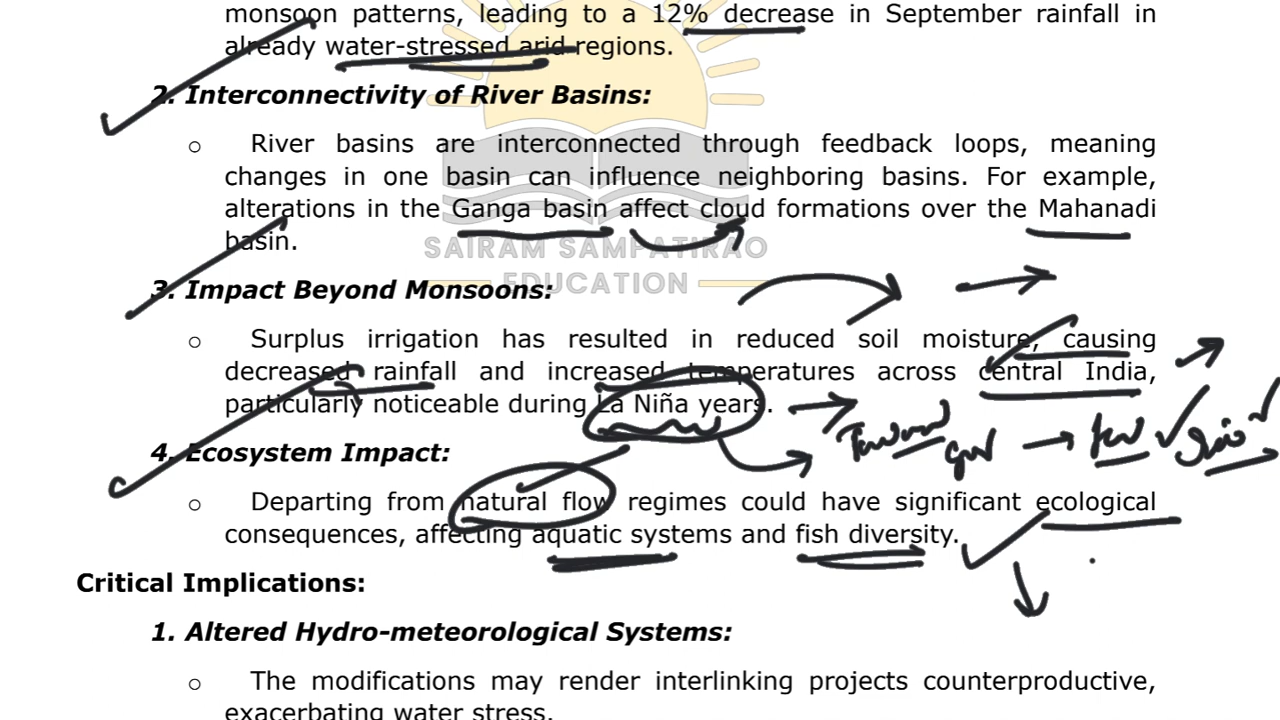 monsoon patterns, leading to a 12% decrease in September rainfall in
already water-stressed arid regions.
2. Interconnectivity of River Basins:
o River basins are interconnected through feedback loops, meaning
changes in one basin can influence neighboring basins. For example,
alterations in the Ganga basin affect cloud formations over the Mahanadi
basin.
SAIRAM SAMPATIRAO
EDUCATION
3. Impact Beyond Monsoons:
o Surplus irrigation has resulted in reduced soil moisture, causing
decreased rainfall and increased temperatures across central India,
particularly noticeable during La Niña years.
4. Ecosystem Impact:
o Departing from natural flow regimes could have significant ecological
consequences, affecting aquatic systems and fish diversity.
Critical Implications:
1. Altered Hydro-meteorological Systems:
o The modifications may render interlinking projects counterproductive,
exacerbating water stress.